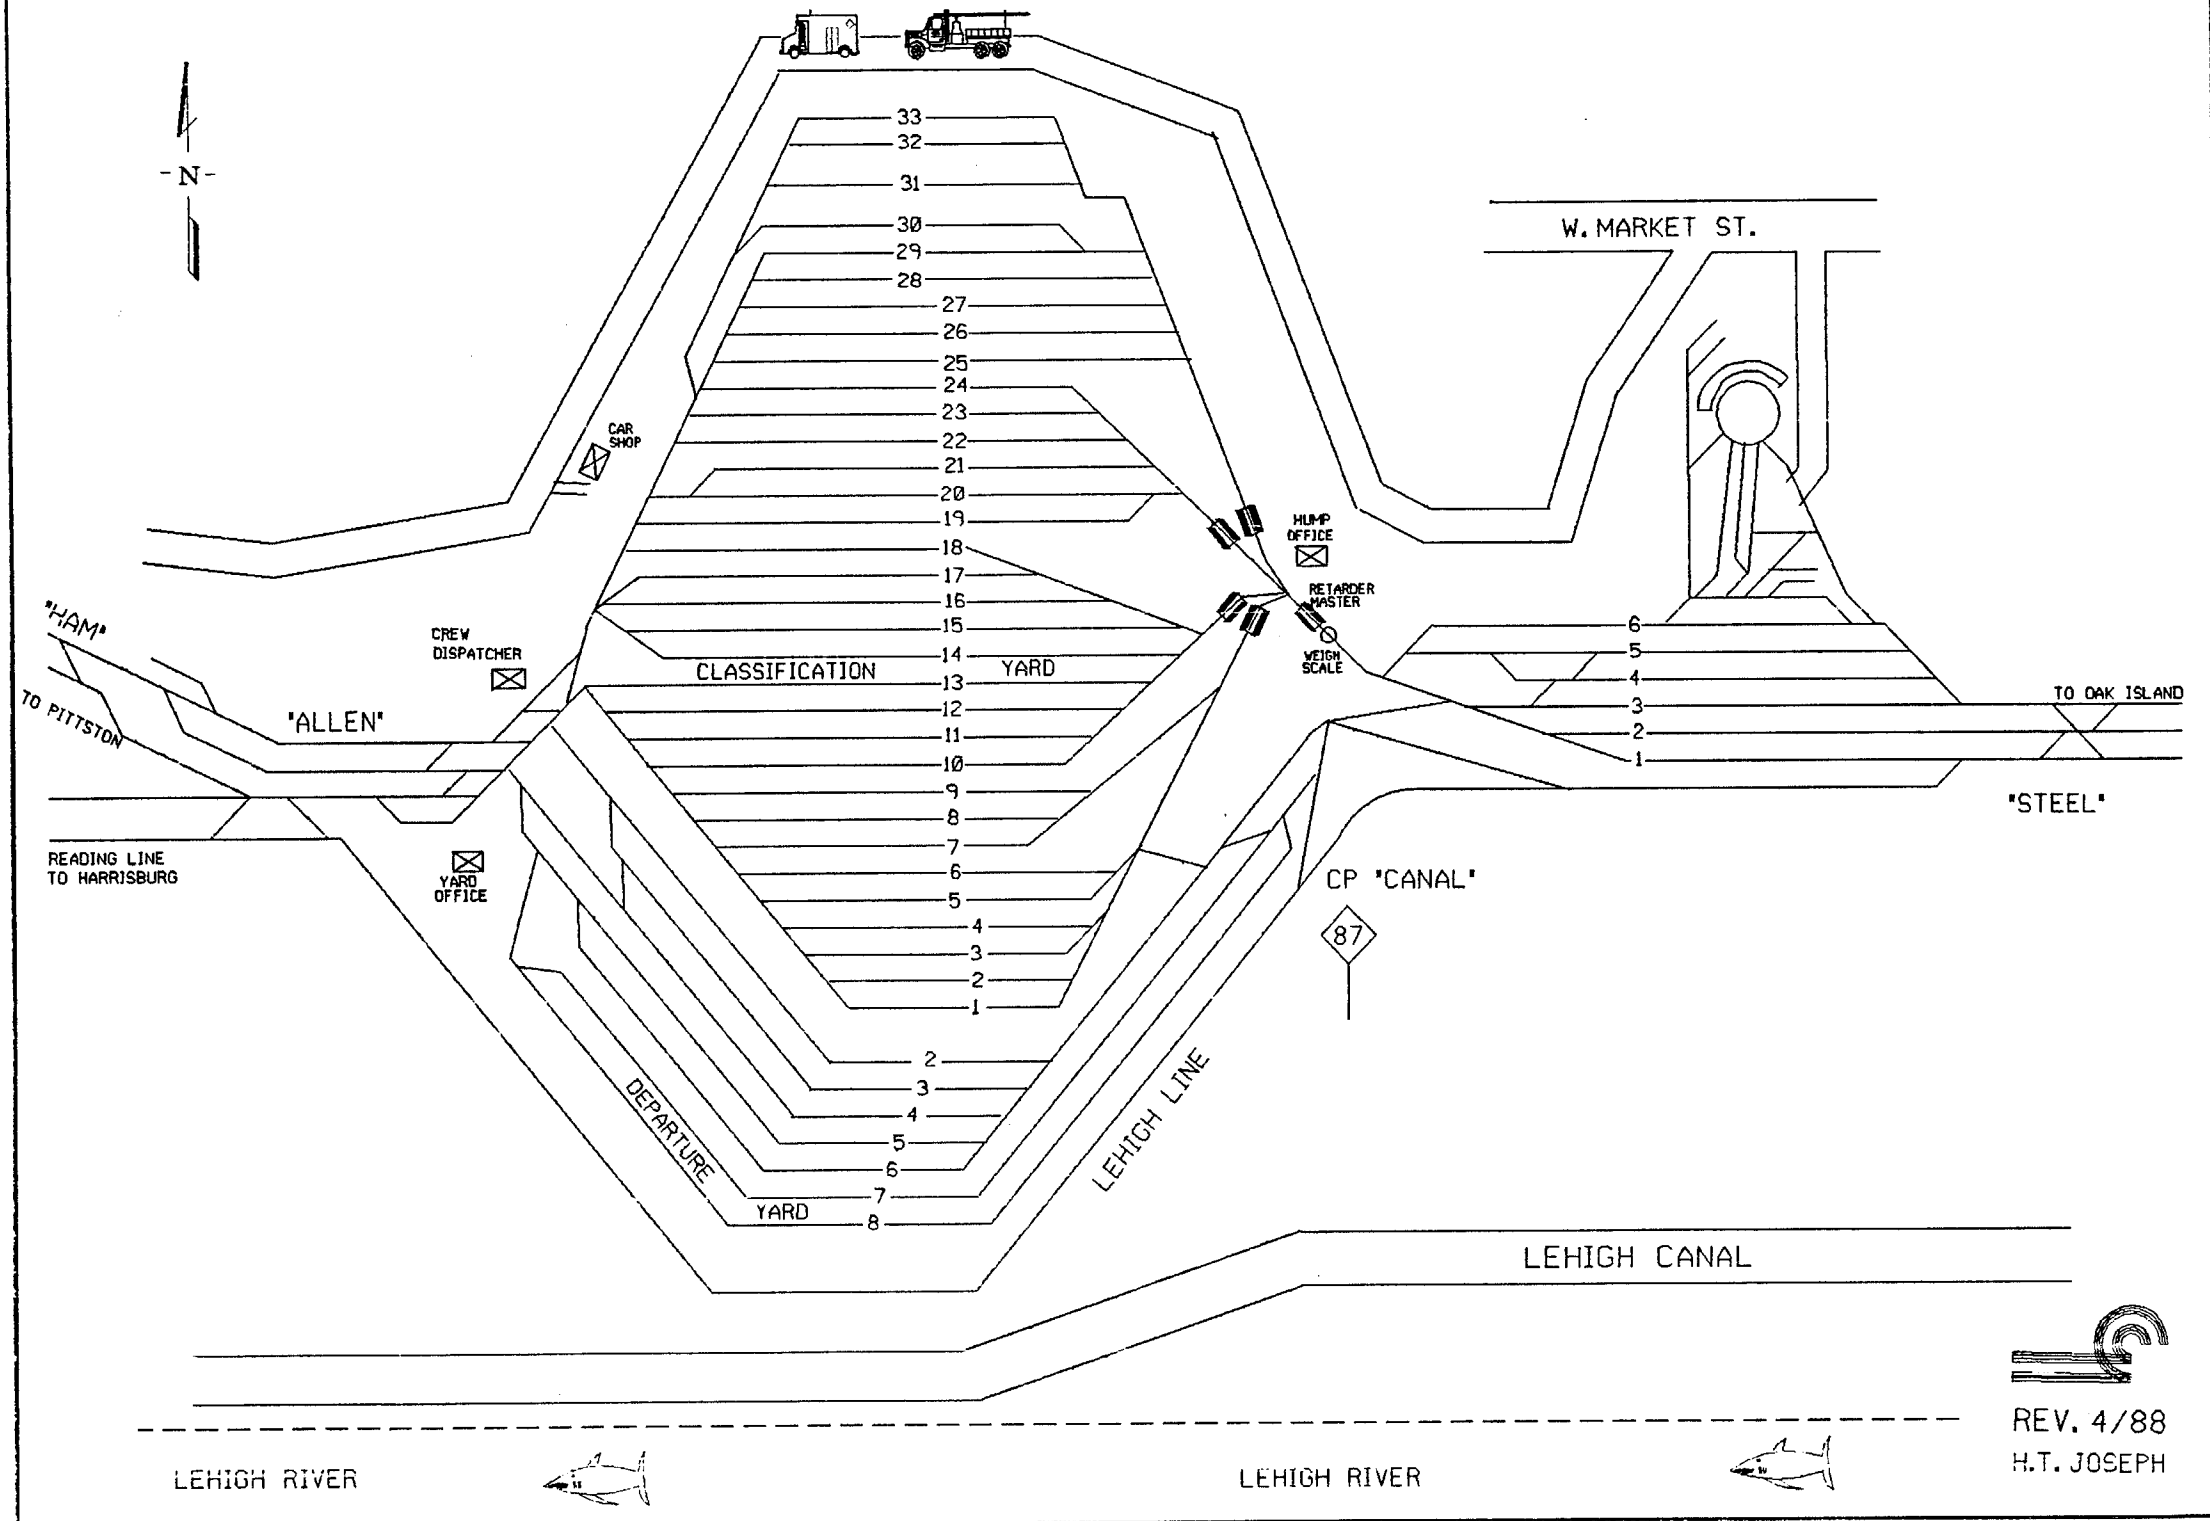 -N-
33
32
31
30
29
28
27
26
25
24
23
22
21
20
19
18
17
16
15
14
CLASSIFICATION YARD
13
12
11
10
9
8
7
6
5
4
3
2
1
2
3
4
5
6
7
8
DEPARTURE
YARD
W. MARKET ST.
CAR
SHOP
HUMP
OFFICE
RETARDER
MASTER
WEIGH
SCALE
CREW
DISPATCHER
"HAM"
TO PITTSTON
"ALLEN"
READING LINE
TO HARRISBURG
YARD
OFFICE
6
5
4
3
2
1
TO OAK ISLAND
"STEEL"
CP "CANAL"
87
LEHIGH LINE
LEHIGH CANAL
LEHIGH RIVER
LEHIGH RIVER
REV. 4/88
H.T. JOSEPH